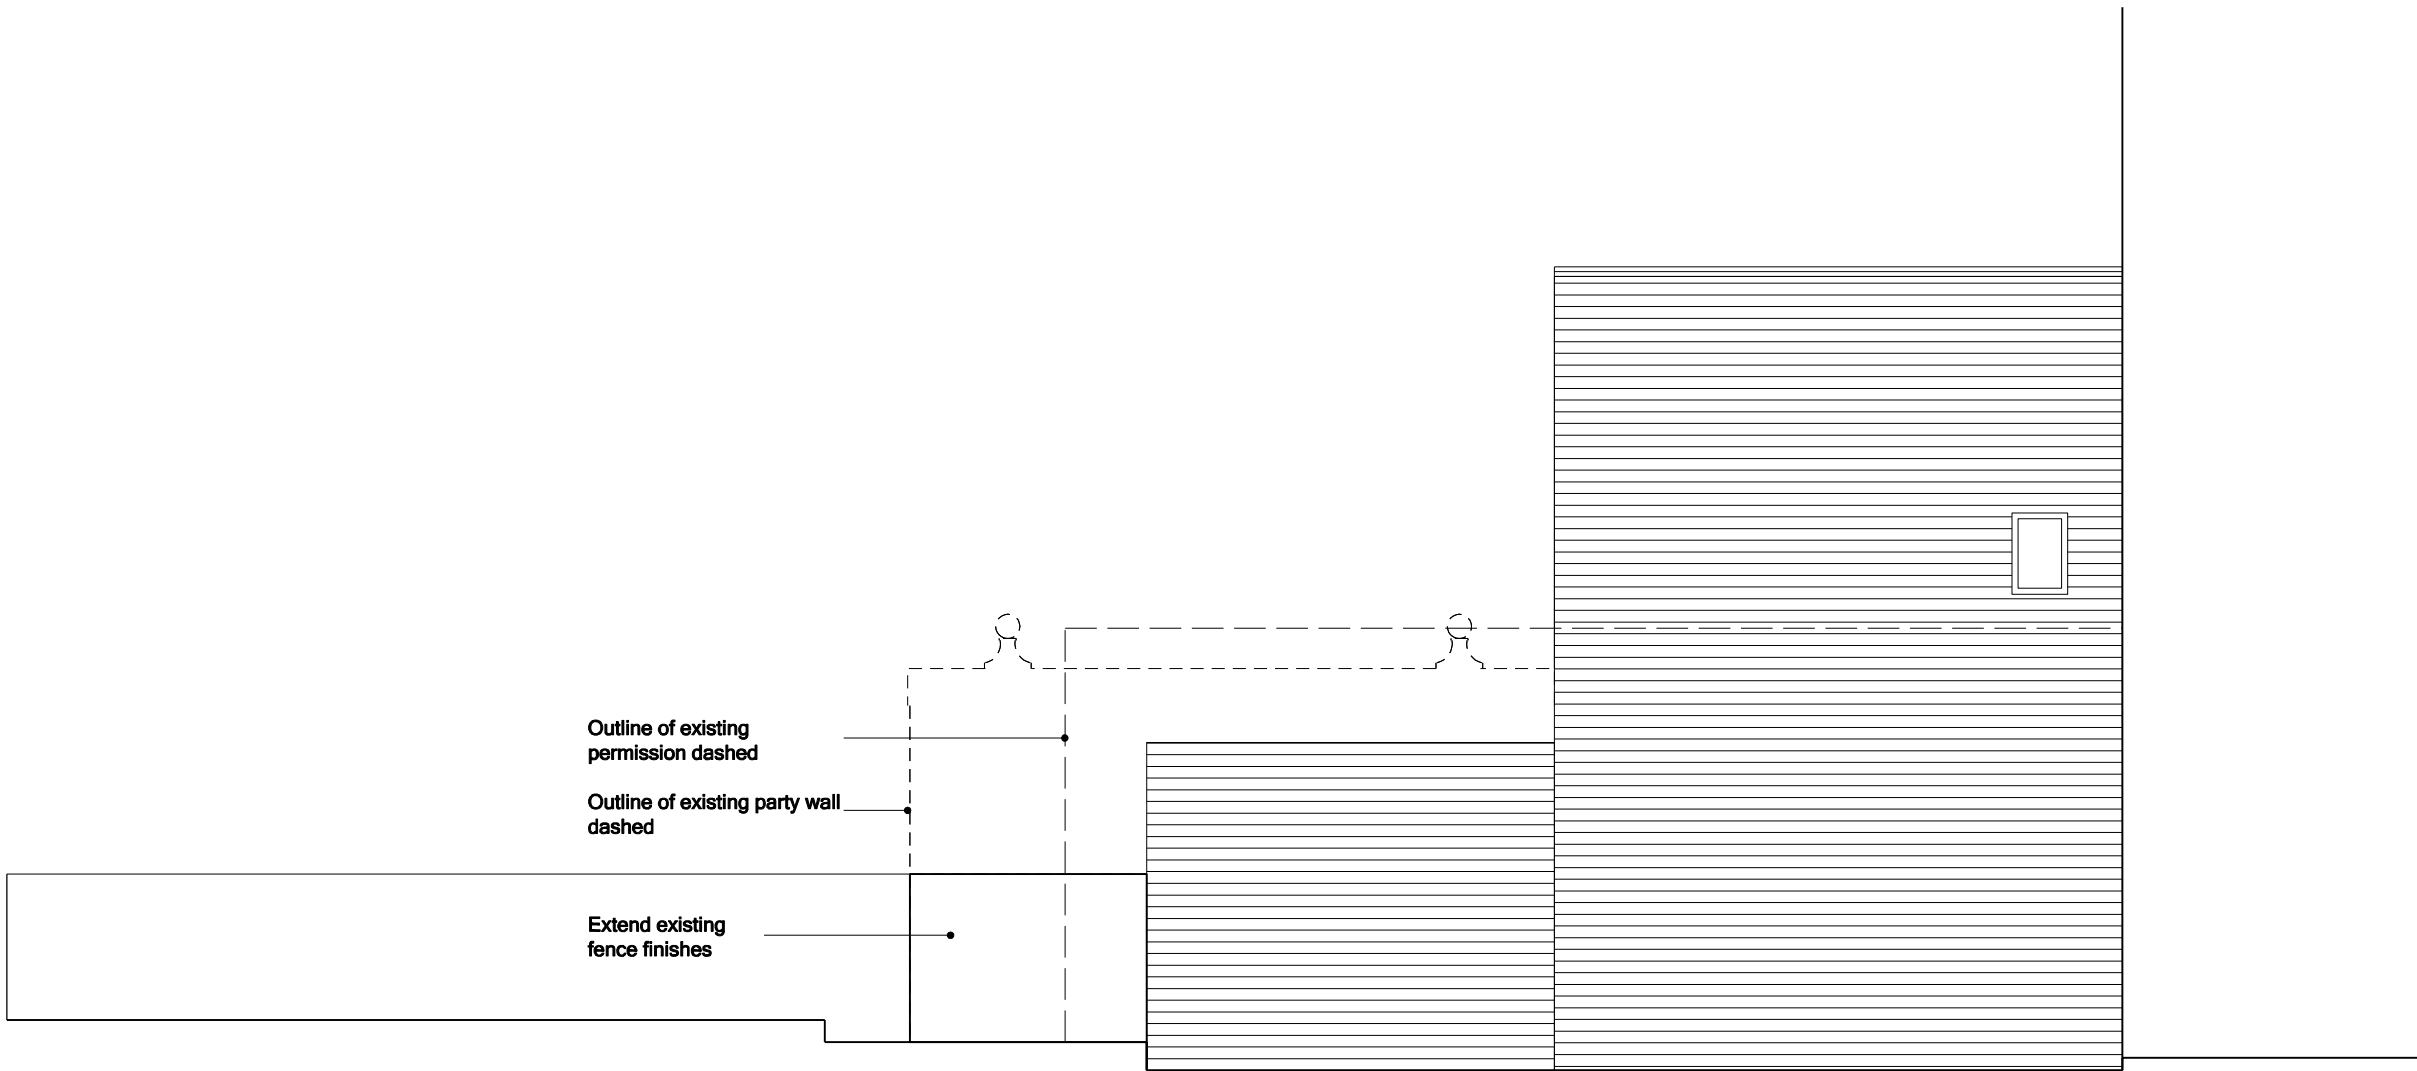 Outline of existing
permission dashed
Outline of existing party wall
dashed
Extend existing
fence finishes